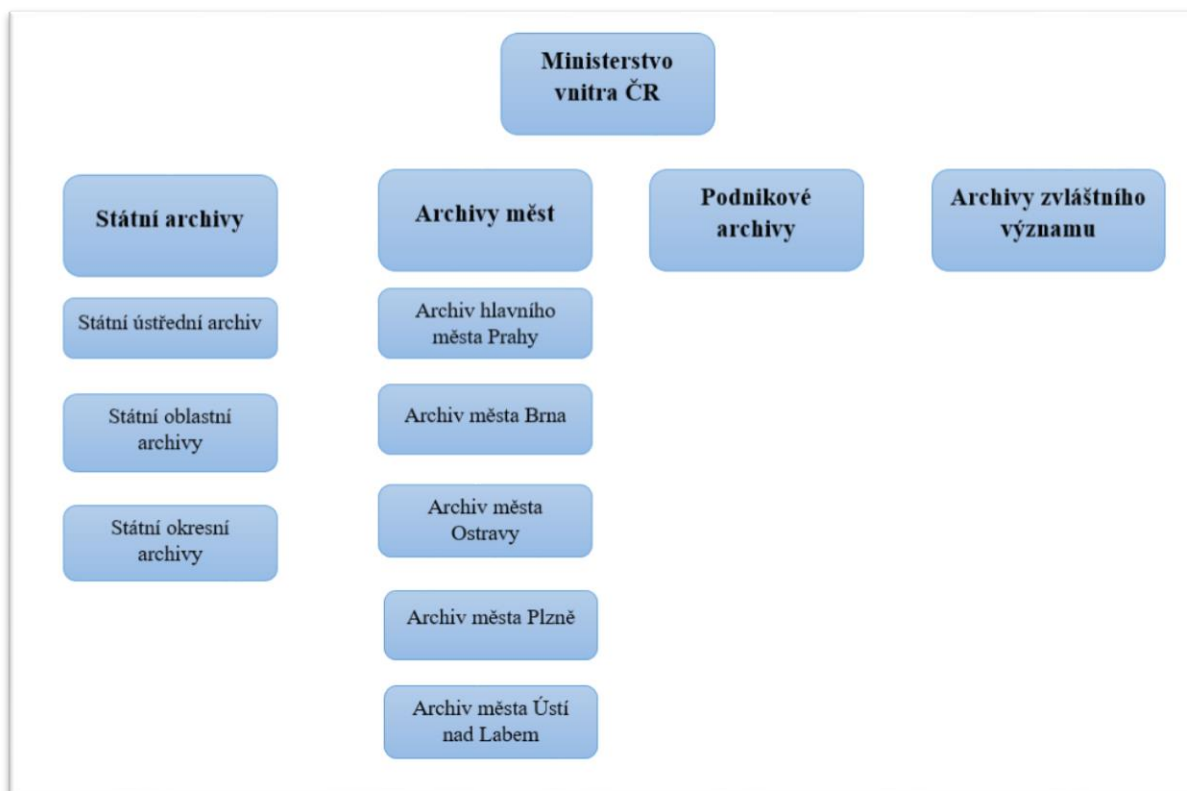 Ministerstvo
vnitra ČR
Státní archivy
Archivy měst
Podnikové
archivy
Archivy zvláštního
významu
Státní ústřední archiv
Státní oblastní
archivy
Státní okresní
archivy
Archiv hlavního
města Prahy
Archiv města Brna
Archiv města
Ostravy
Archiv města Plzně
Archiv města Ústí
nad Labem